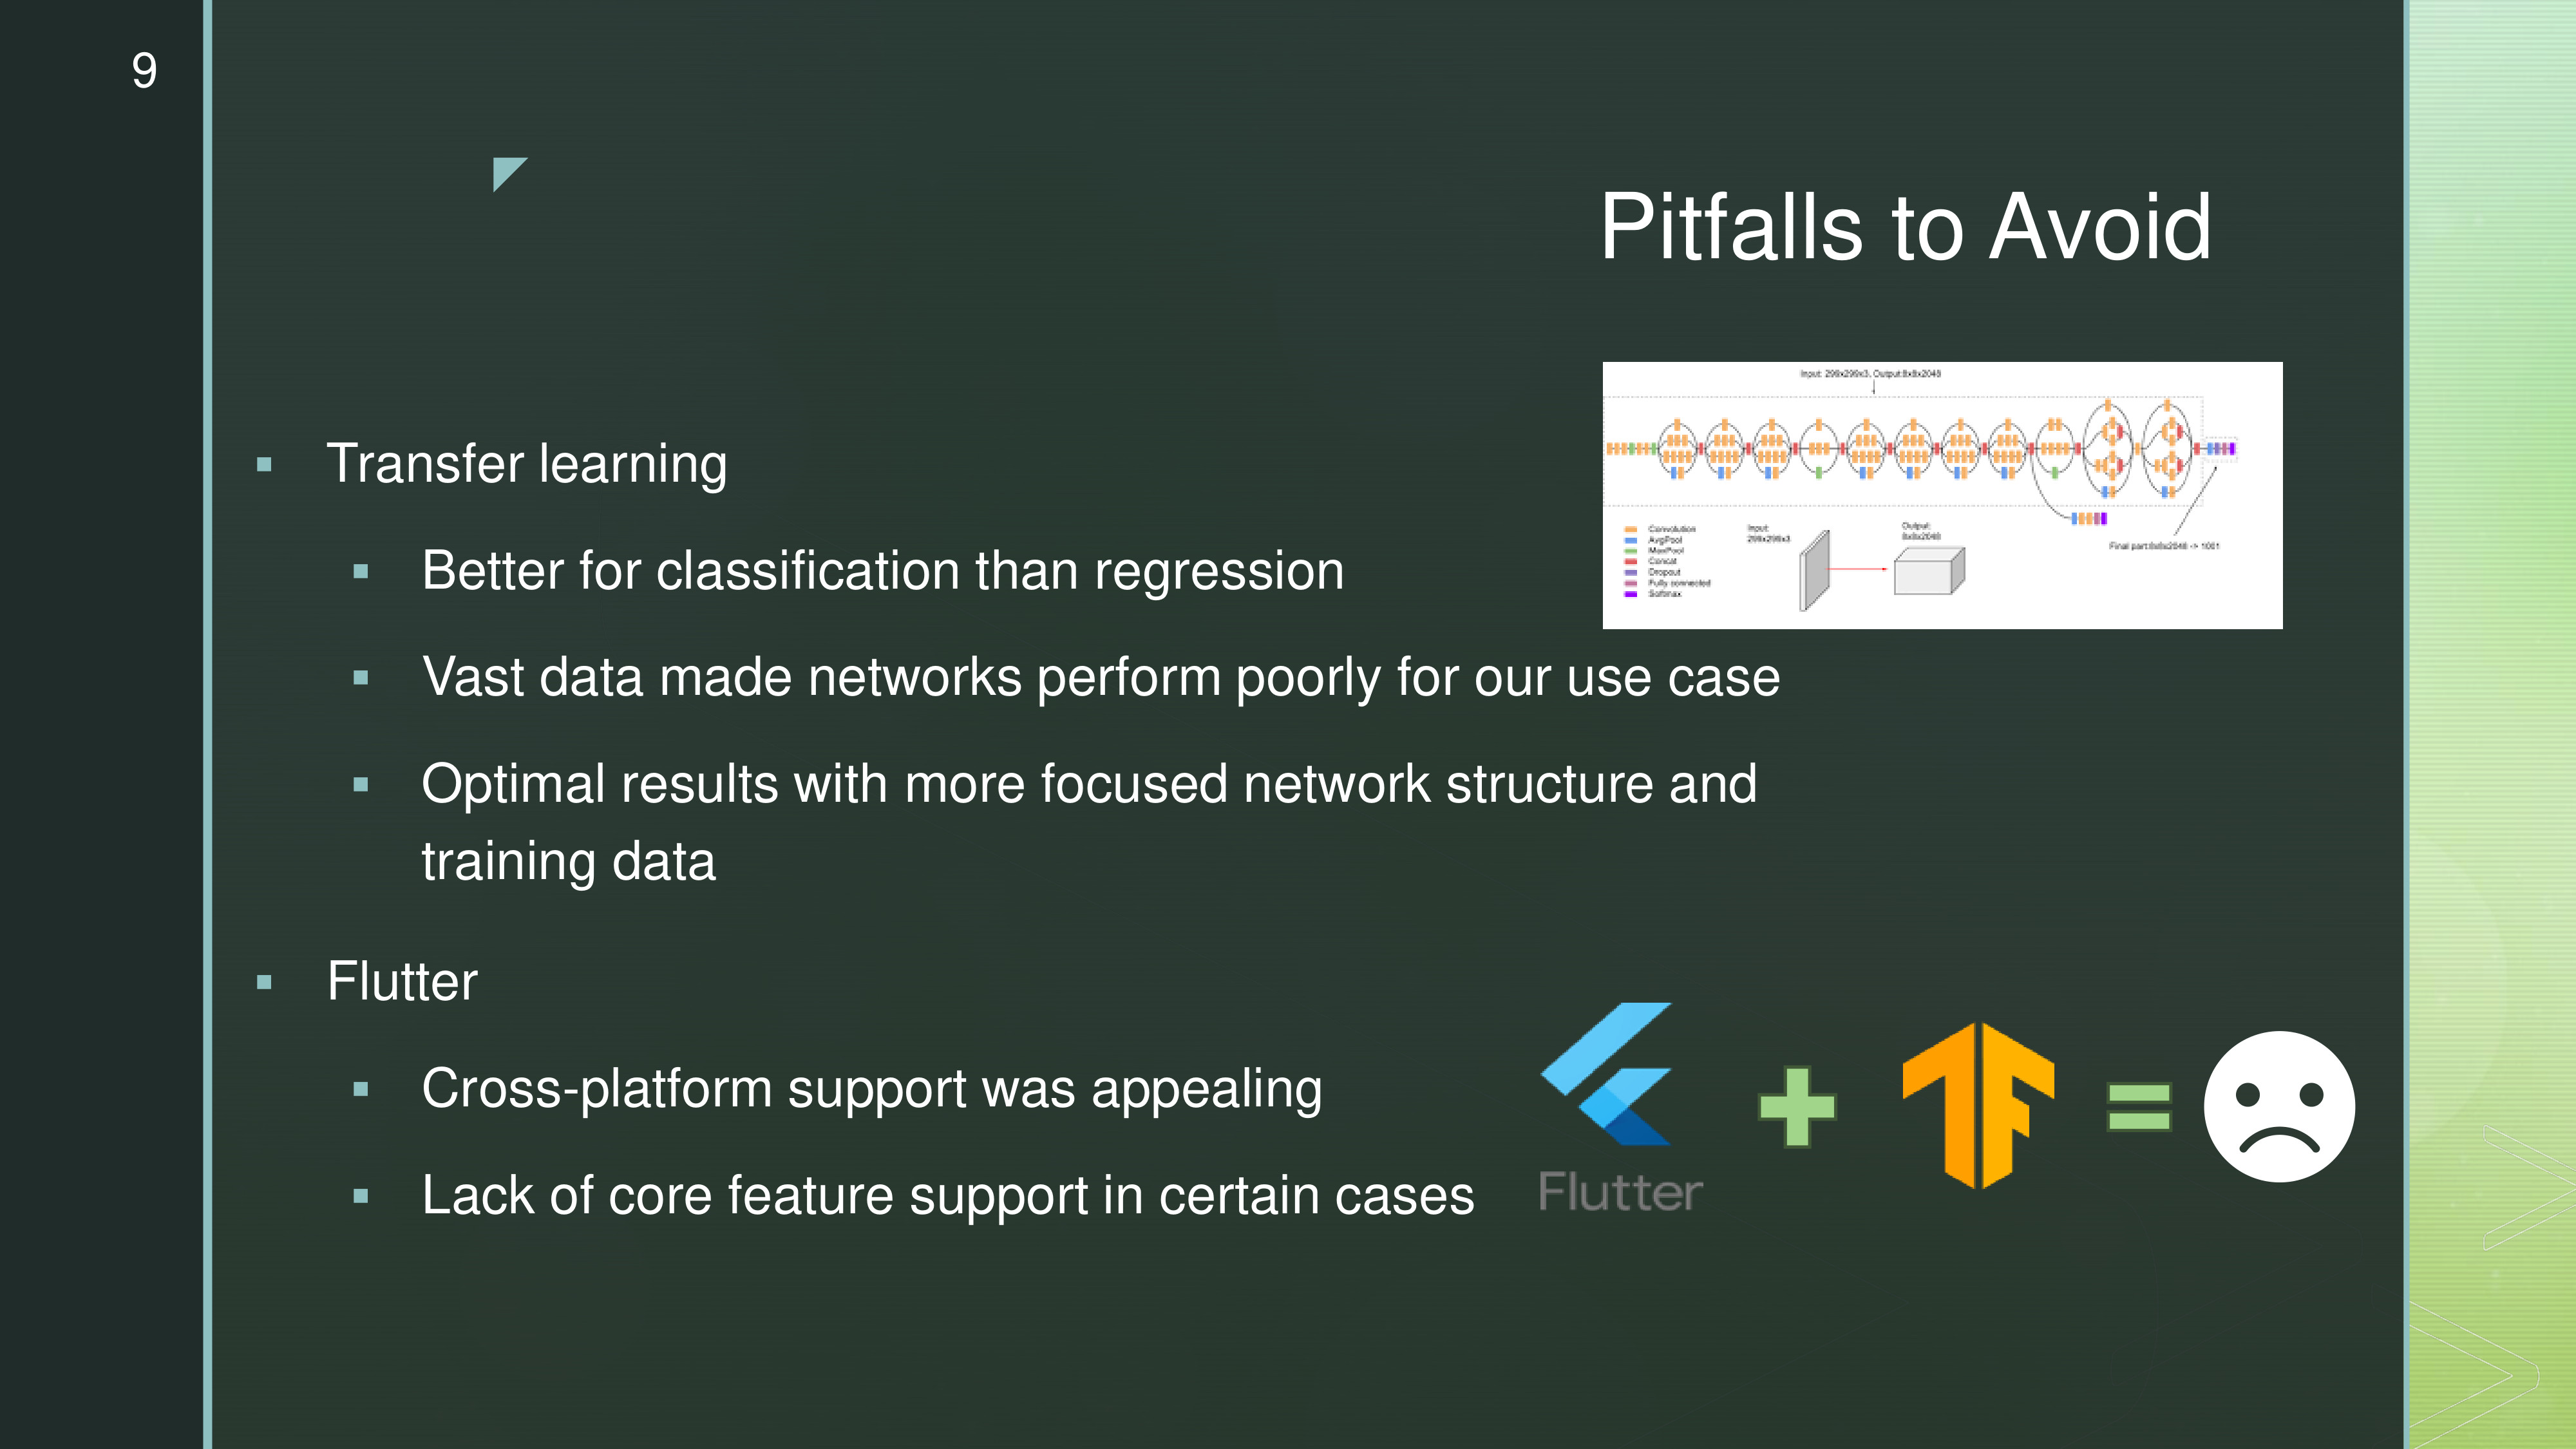 9
Pitfalls to Avoid
Input: 299x299x3, Output:8x8x2048
Convolution
AvgPool
MaxPool
Concat
Dropout
Fully connected
Softmax
Input:
299x299x3
Output:
8x8x2048
Final part:8x8x2048 -> 1001
Transfer learning
Better for classification than regression
Vast data made networks perform poorly for our use case
Optimal results with more focused network structure and
training data
Flutter
Cross-platform support was appealing
Lack of core feature support in certain cases
Flutter